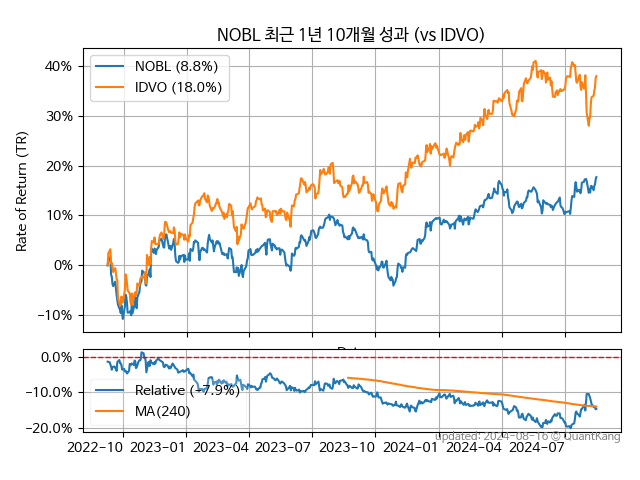 NOBL 최근 1년 10개월 성과 (vs IDVO)
NOBL (8.8%)
IDVO (18.0%)
Rate of Return (TR)
40%
30%
20%
10%
0%
−10%
0.0%
−10.0%
−20.0%
Relative (−7.9%)
MA(240)
2022-10 2023-01 2023-04 2023-07 2023-10 2024-01 2024-04 2024-07
Updated: 2024-08-16 © QuantKang